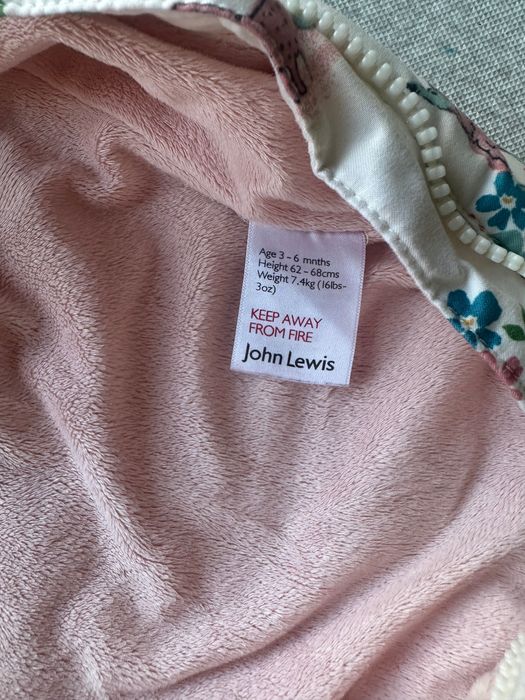 Age 3 - 6 mnths
Height 62 - 68cms
Weight 7.4kg (16lbs-
3oz)
KEEP AWAY
FROM FIRE
John Lewis